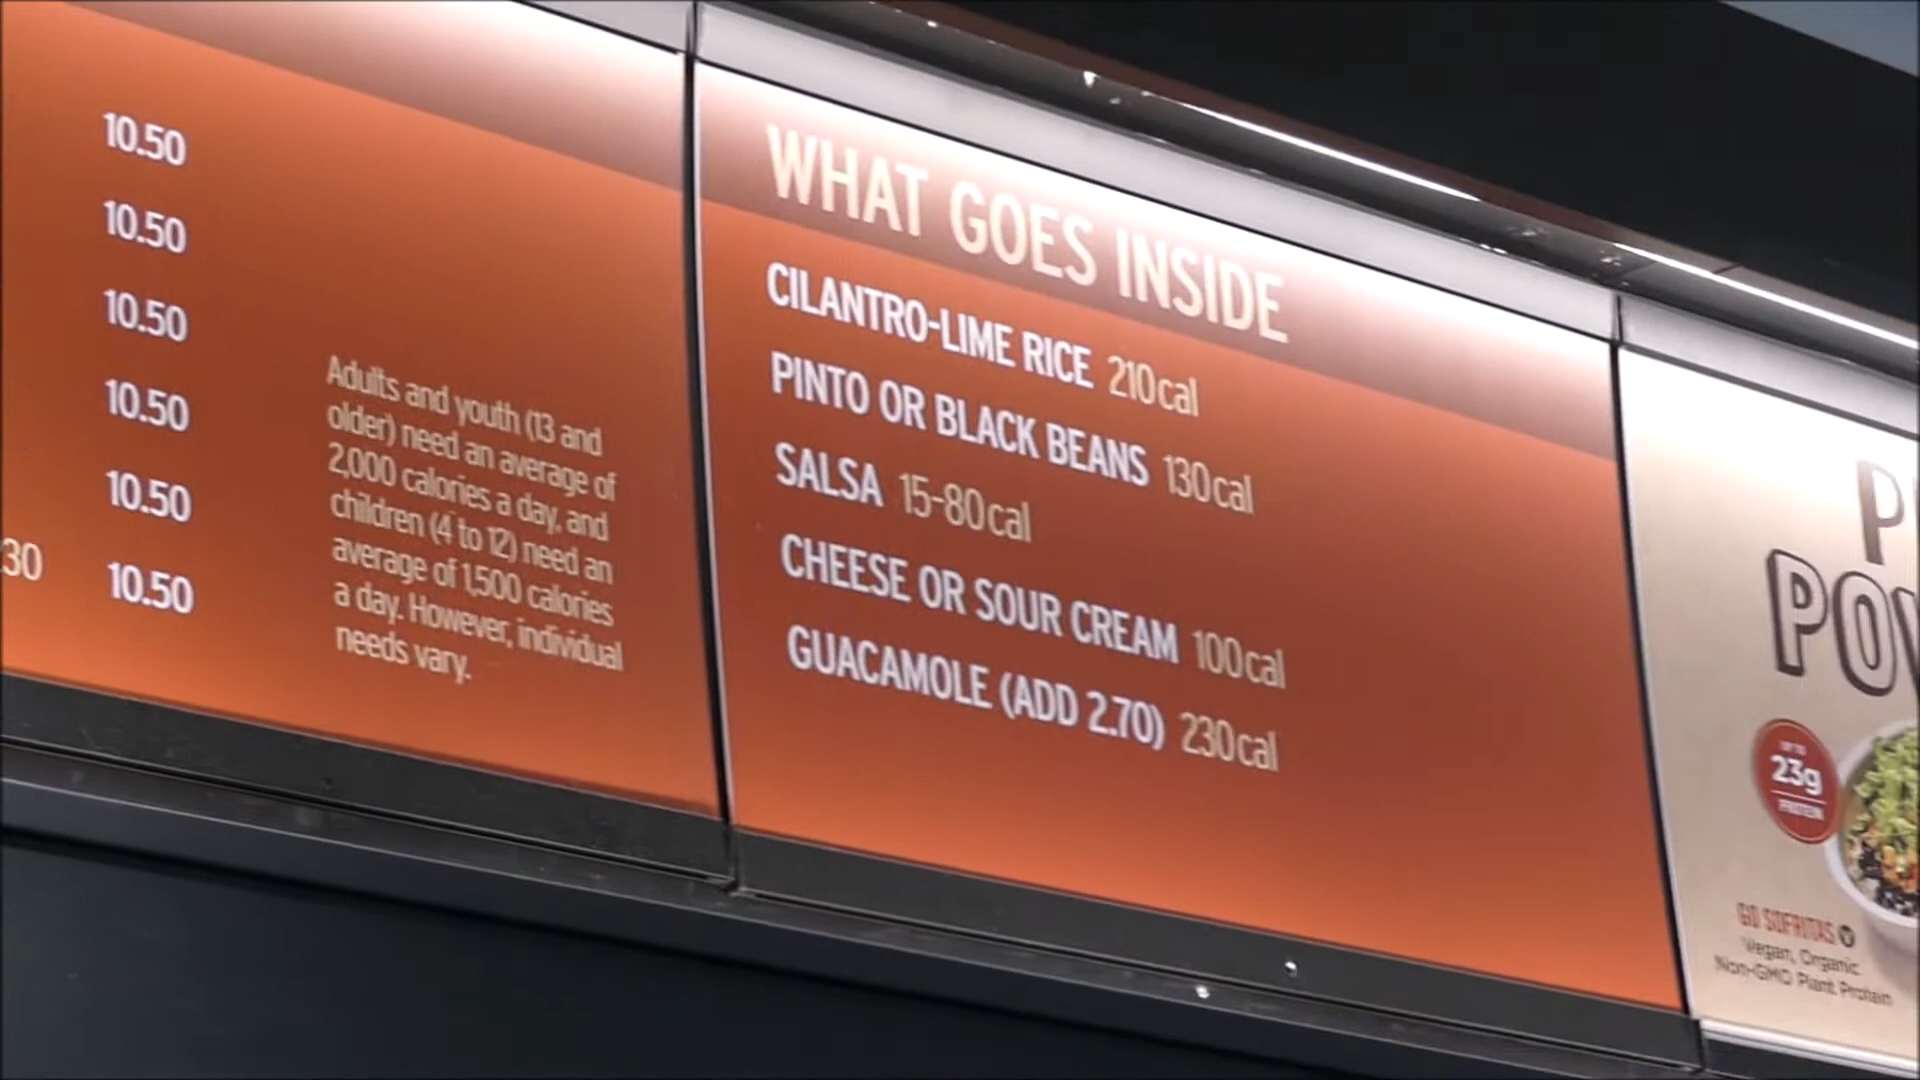 10.50
10.50
10.50
10.50
10.50
30 10.50
Adults and youth (13 and
older) need an average of
2,000 calories a day, and
children (4 to 12) need an
average of 1,500 calories
a day. However, individual
needs vary.
WHAT GOES INSIDE
CILANTRO-LIME RICE 210cal
PINTO OR BLACK BEANS 130cal
SALSA 15-80cal
CHEESE OR SOUR CREAM 100cal
GUACAMOLE (ADD 2.70) 230cal
P
POW
UP TO
23g
PROTEIN
GO SOFRITAS V
Vegan, Organic
Non-GMO Plant Protein